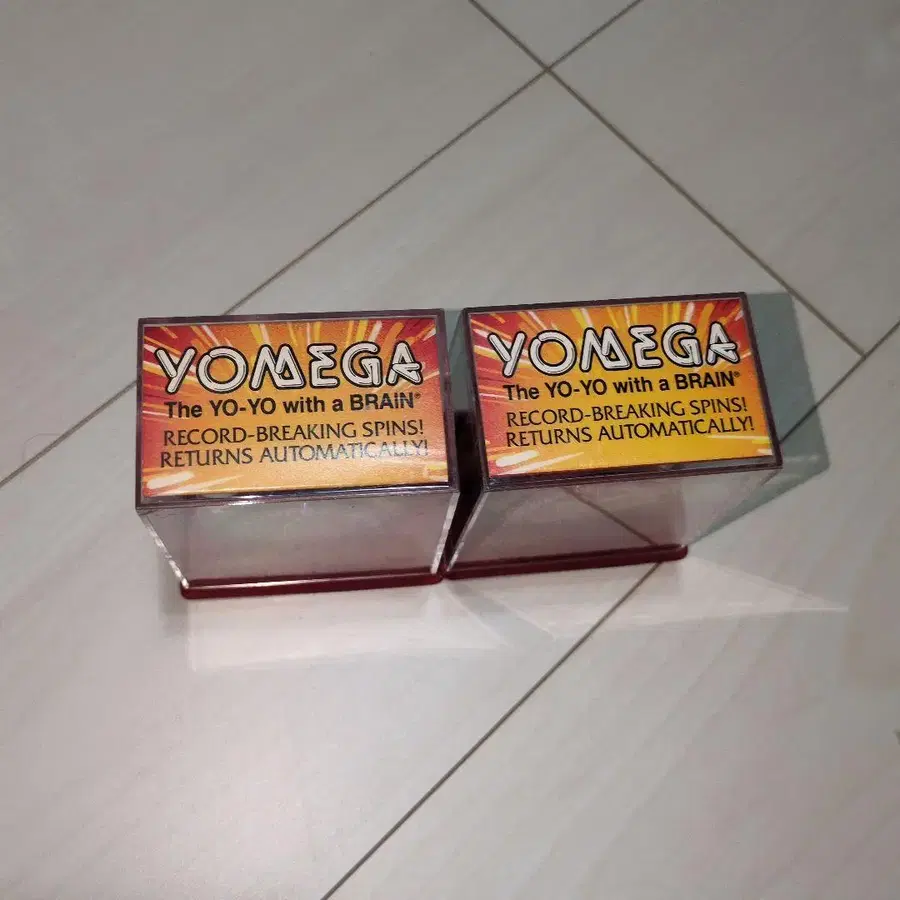 YOMEGA
The YO-YO with a BRAIN®
RECORD-BREAKING SPINS!
RETURNS AUTOMATICALLY!
YOMEGA
The YO-YO with a BRAIN®
RECORD-BREAKING SPINS!
RETURNS AUTOMATICALLY!